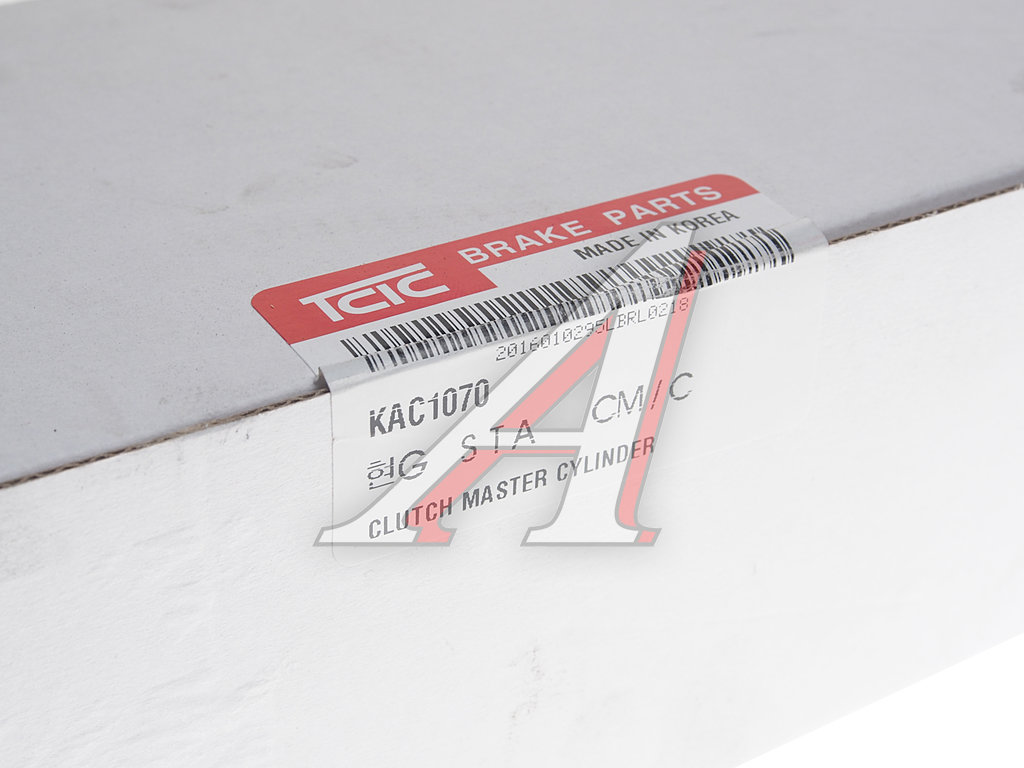 TCIC BRAKE PARTS
MADE IN KOREA
2016010295LBRL0218
KAC1070
현G STA CM/C
CLUTCH MASTER CYLINDER